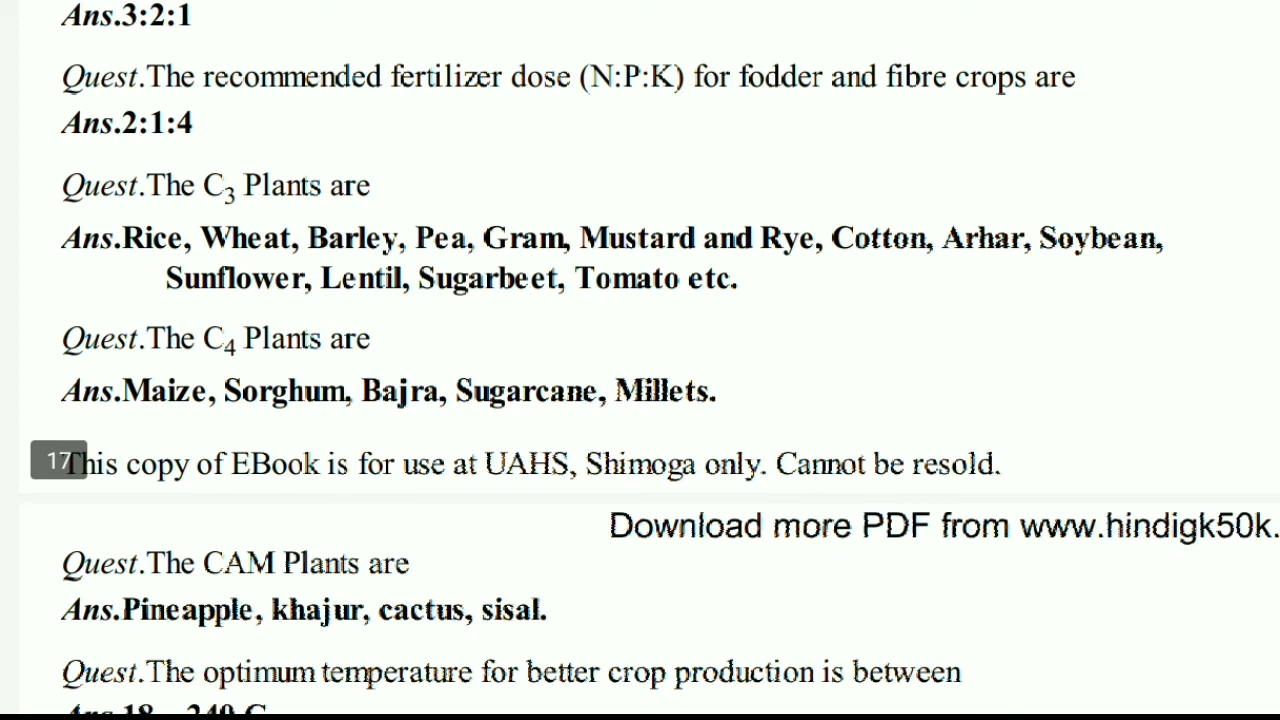 Ans.3:2:1
Quest.The recommended fertilizer dose (N:P:K) for fodder and fibre crops are
Ans.2:1:4
Quest.The C₃ Plants are
Ans.Rice, Wheat, Barley, Pea, Gram, Mustard and Rye, Cotton, Arhar, Soybean,
Sunflower, Lentil, Sugarbeet, Tomato etc.
Quest.The C₄ Plants are
Ans.Maize, Sorghum, Bajra, Sugarcane, Millets.
17
This copy of EBook is for use at UAHS, Shimoga only. Cannot be resold.
Download more PDF from www.hindigk50k.
Quest.The CAM Plants are
Ans.Pineapple, khajur, cactus, sisal.
Quest.The optimum temperature for better crop production is between